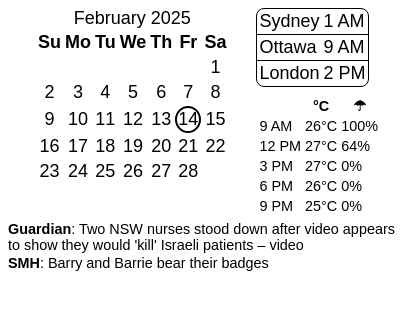 February 2025
Su Mo Tu We Th Fr Sa
1
2 3 4 5 6 7 8
9 10 11 12 13 14 15
16 17 18 19 20 21 22
23 24 25 26 27 28
Sydney 1 AM
Ottawa 9 AM
London 2 PM
°C ☂
9 AM 26°C 100%
12 PM 27°C 64%
3 PM 27°C 0%
6 PM 26°C 0%
9 PM 25°C 0%
Guardian: Two NSW nurses stood down after video appears
to show they would 'kill' Israeli patients – video
SMH: Barry and Barrie bear their badges